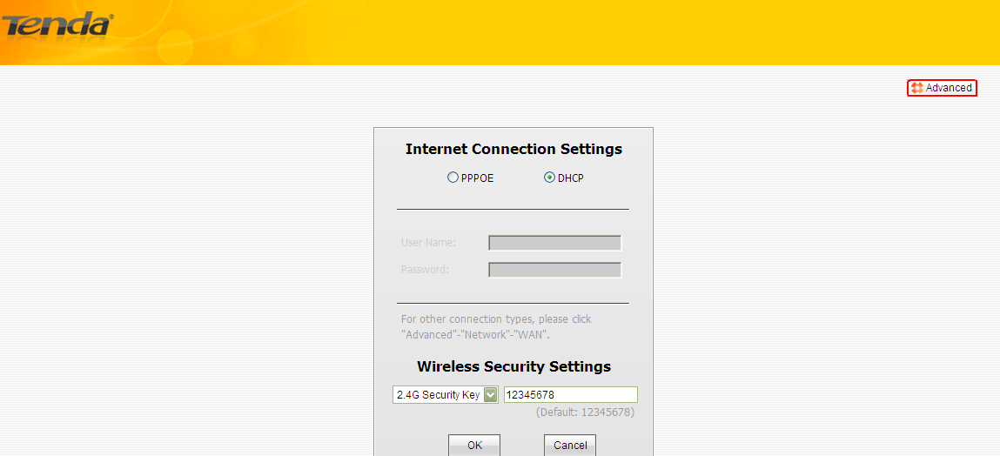 Tenda®
Advanced
Internet Connection Settings
PPPOE DHCP
User Name:
Password:
For other connection types, please click
"Advanced"-"Network"-"WAN".
Wireless Security Settings
2.4G Security Key 12345678
(Default: 12345678)
OK Cancel